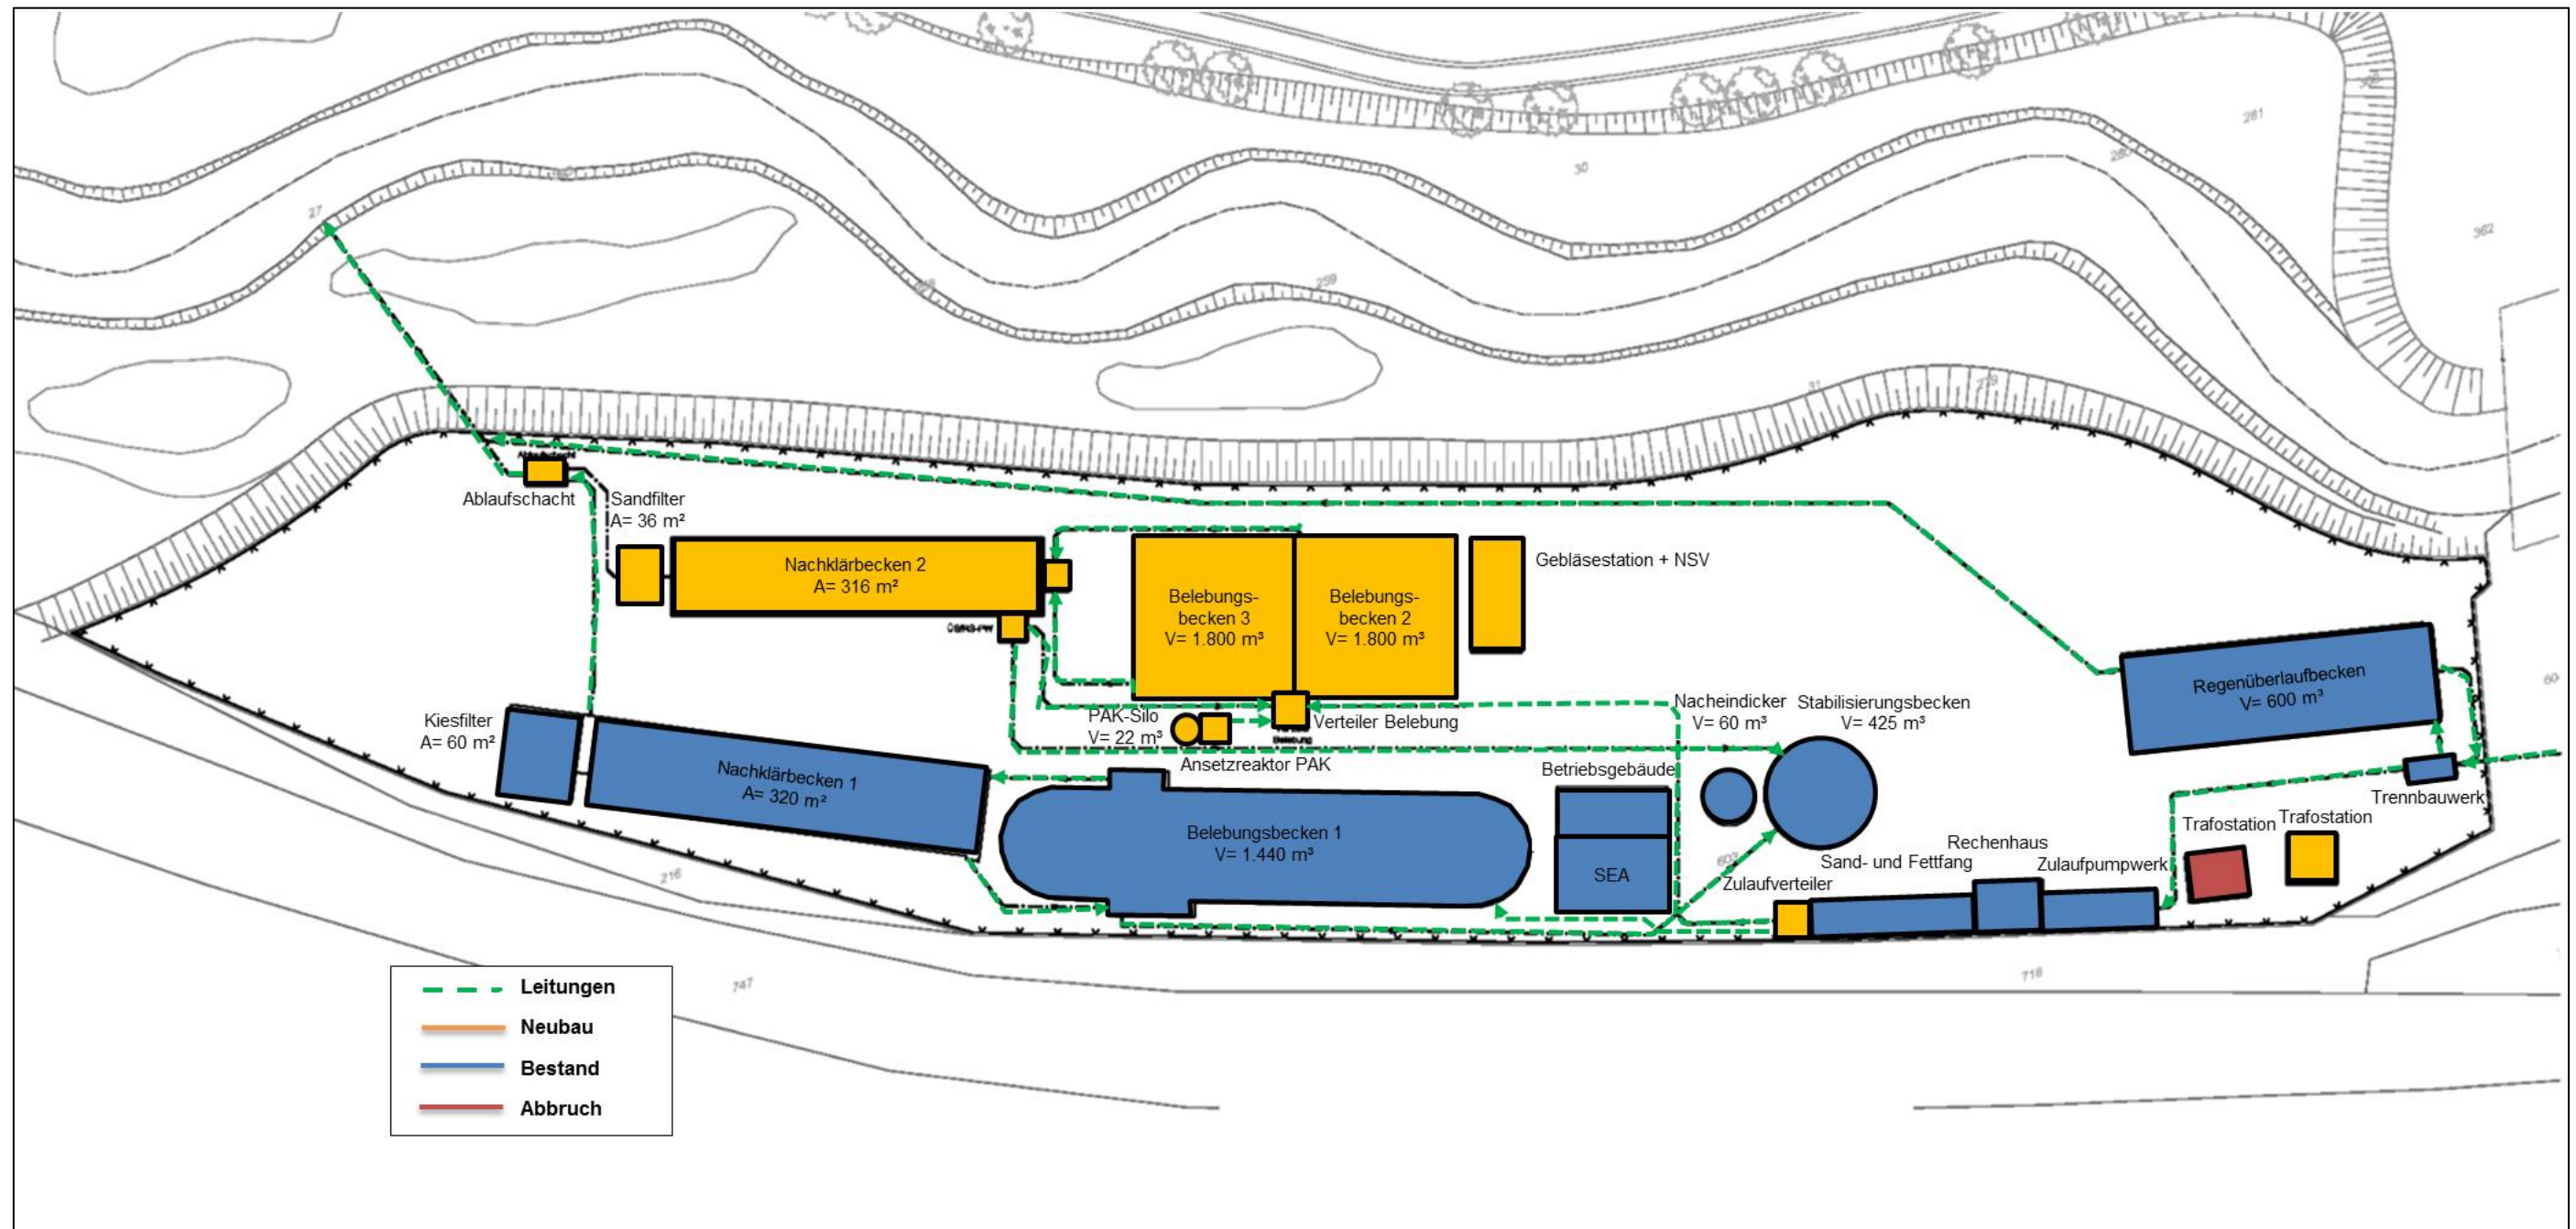 27
30
281
280
362
259
31
279
Ablaufschacht
Sandfilter
A= 36 m²
Nachklärbecken 2
A= 316 m²
Belebungs-
becken 3
V= 1.800 m³
Belebungs-
becken 2
V= 1.800 m³
Gebläsestation + NSV
Regenüberlaufbecken
V= 600 m³
Kiesfilter
A= 60 m²
PAK-Silo
V= 22 m³
Verteiler Belebung
Nacheindicker
V= 60 m³
Stabilisierungsbecken
V= 425 m³
Ansetzreaktor PAK
Betriebsgebäude
Nachklärbecken 1
A= 320 m²
Belebungsbecken 1
V= 1.440 m³
SEA
Trennbauwerk
Trafostation
Trafostation
Rechenhaus
Sand- und Fettfang
Zulaufpumpwerk
Zulaufverteiler
216
747
718
Leitungen
Neubau
Bestand
Abbruch